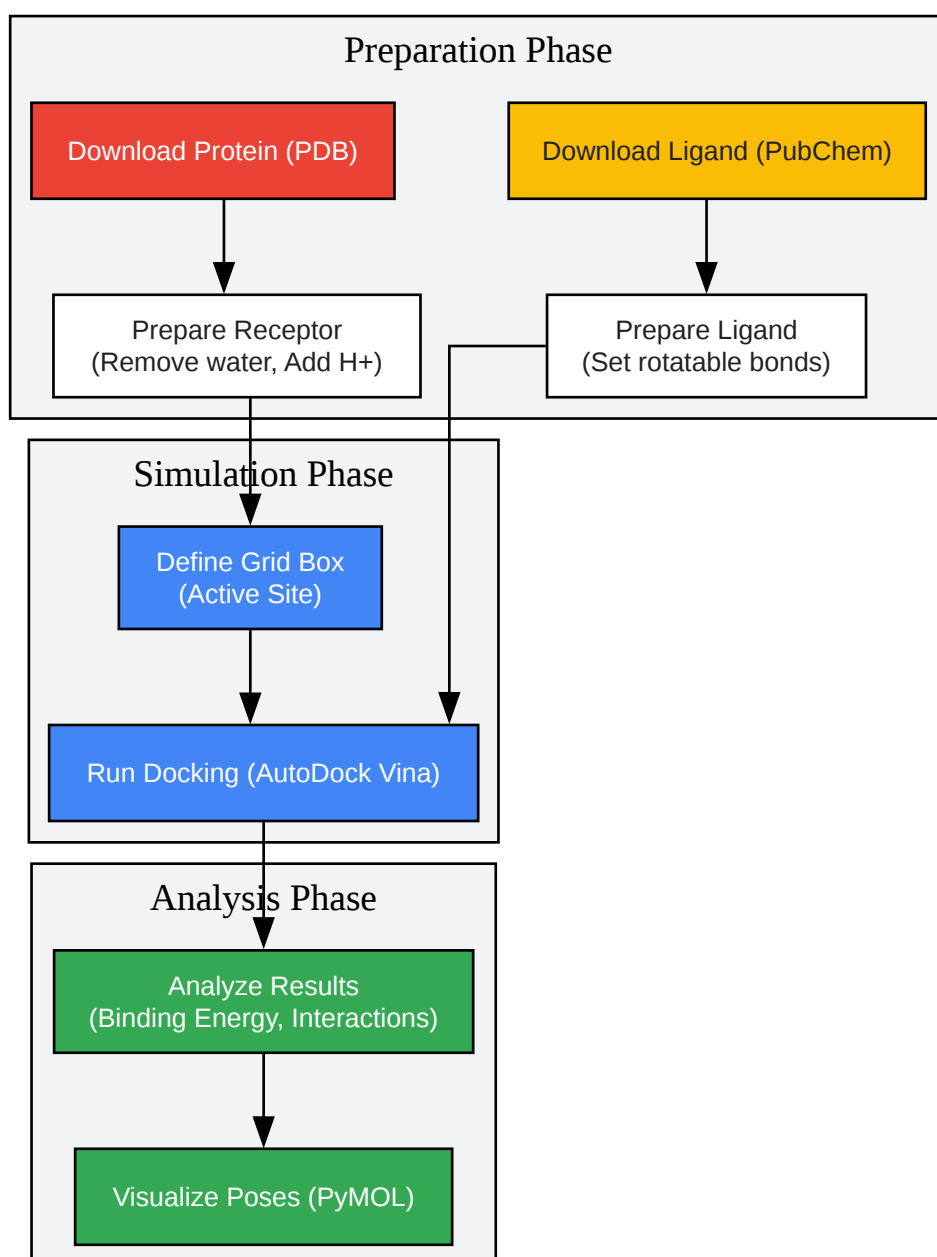 Preparation Phase
Download Protein (PDB)
Download Ligand (PubChem)
Prepare Receptor
(Remove water, Add H+)
Prepare Ligand
(Set rotatable bonds)
Simulation Phase
Define Grid Box
(Active Site)
Run Docking (AutoDock Vina)
Analysis Phase
Analyze Results
(Binding Energy, Interactions)
Visualize Poses (PyMOL)